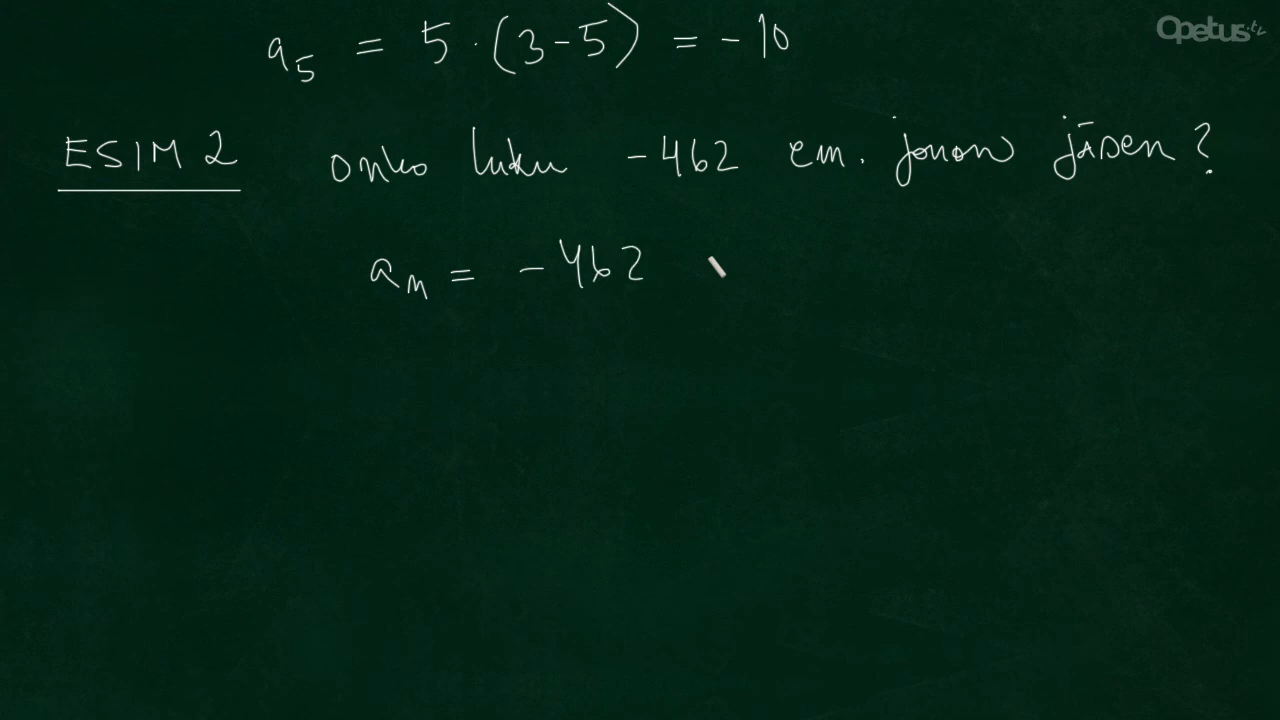 Opetus.tv
a₅ = 5 · (3 - 5) = - 10
ESIM 2 onko luku - 462 em. jonon jäsen?
aₙ = - 462